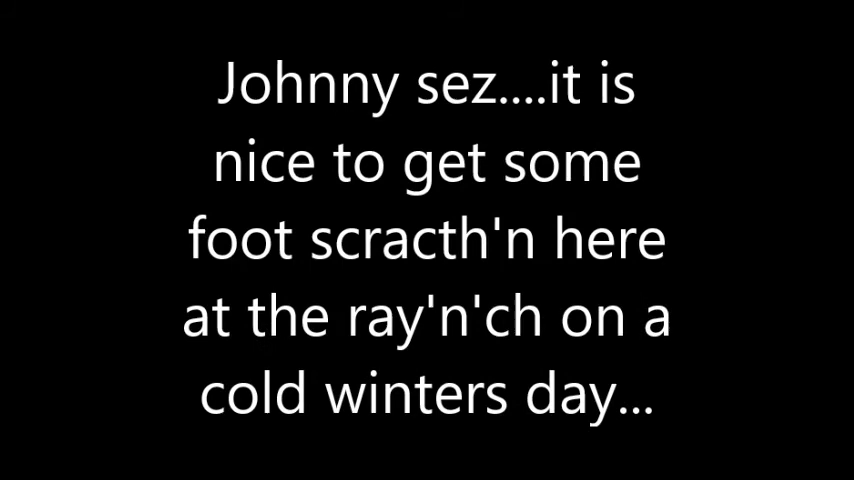 Johnny sez....it is
nice to get some
foot scracth'n here
at the ray'n'ch on a
cold winters day...